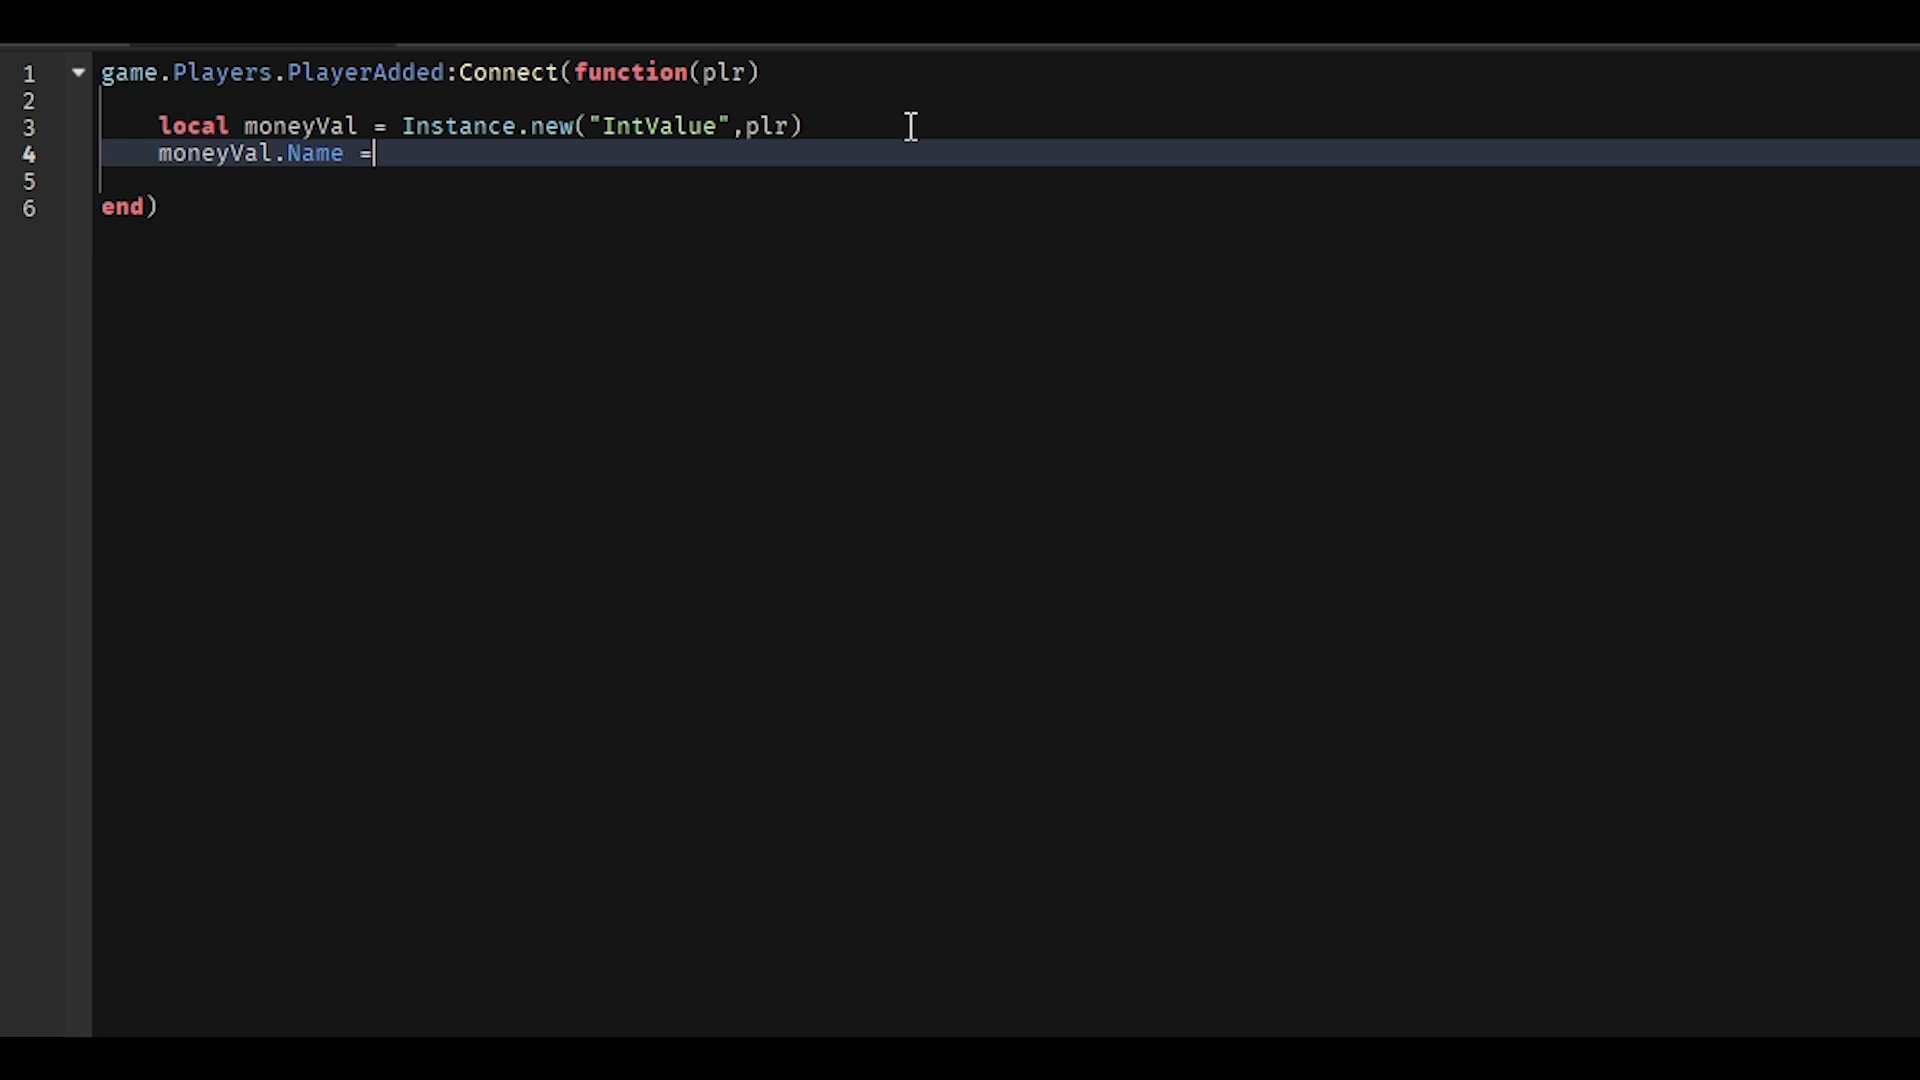 1 game.Players.PlayerAdded:Connect(function(plr)
2
3 local moneyVal = Instance.new("IntValue",plr)
4 moneyVal.Name =
5
6 end)